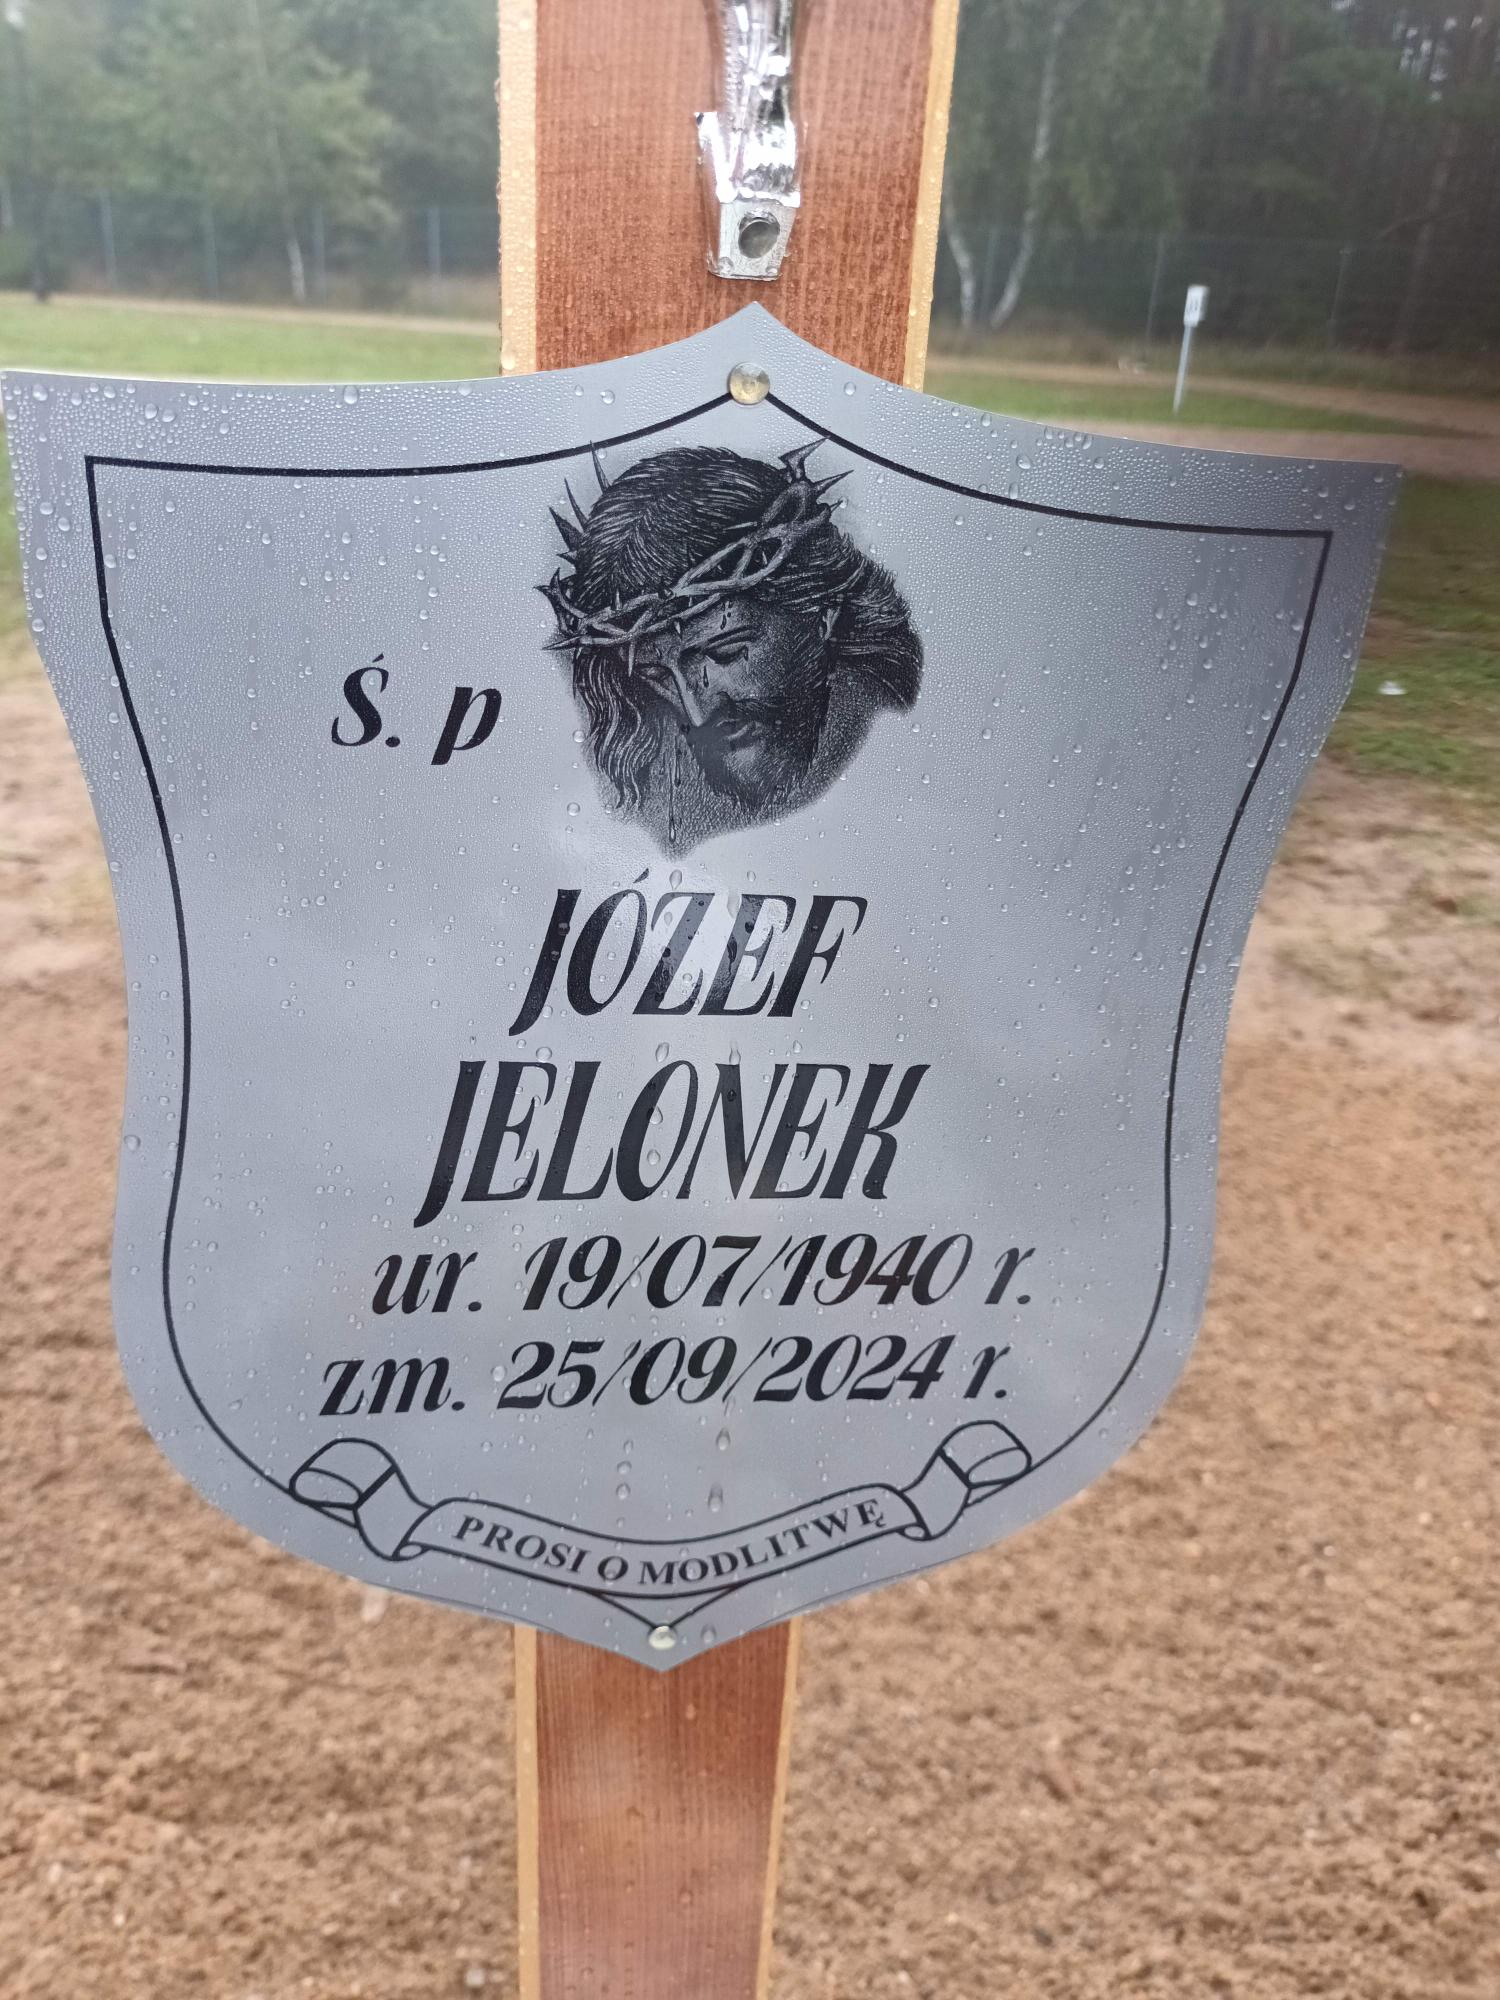 Ś. p
JÓZEF
JELONEK
ur. 19/07/1940 r.
zm. 25/09/2024 r.
PROSI O MODLITWĘ